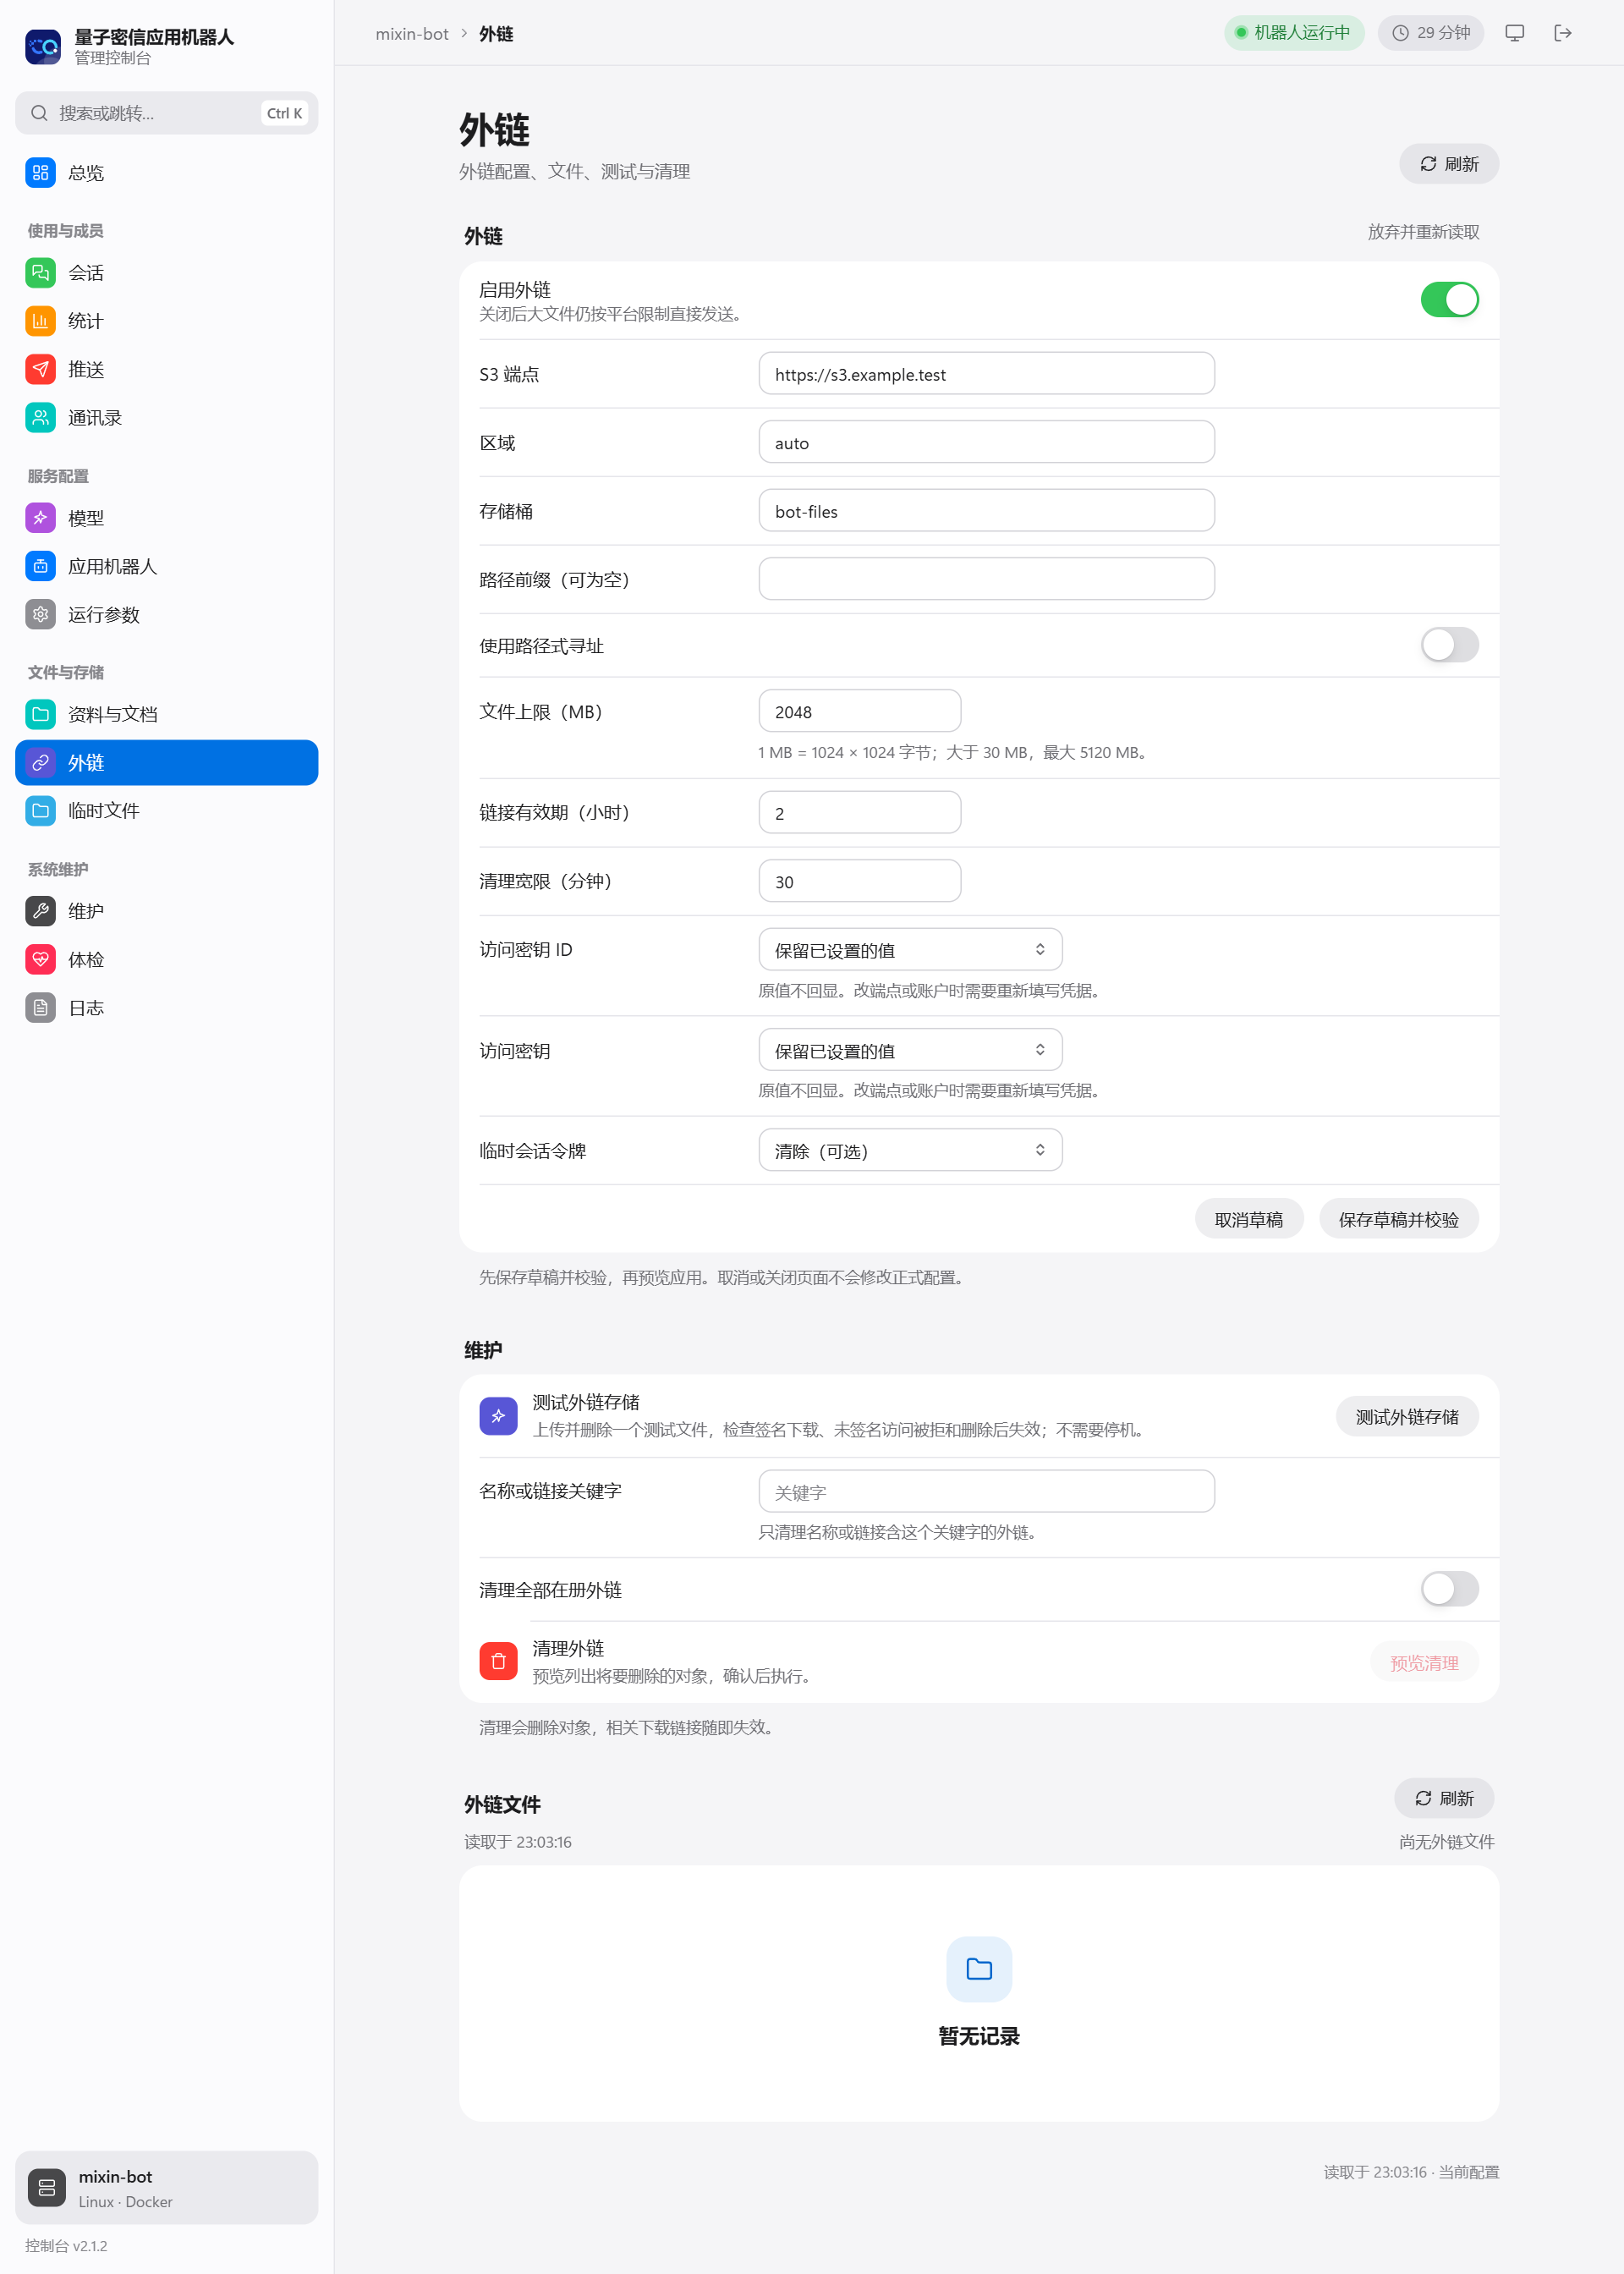 量子密信应用机器人
管理控制台
搜索或跳转... Ctrl K
总览
使用与成员
会话
统计
推送
通讯录
服务配置
模型
应用机器人
运行参数
文件与存储
资料与文档
外链
临时文件
系统维护
维护
体检
日志
mixin-bot
Linux · Docker
控制台 v2.1.2
mixin-bot > 外链
机器人运行中
29 分钟
外链
外链配置、文件、测试与清理
刷新
外链
放弃并重新读取
启用外链
关闭后大文件仍按平台限制直接发送。
S3 端点 https://s3.example.test
区域 auto
存储桶 bot-files
路径前缀（可为空）
使用路径式寻址
文件上限（MB） 2048
1 MB = 1024 × 1024 字节；大于 30 MB，最大 5120 MB。
链接有效期（小时） 2
清理宽限（分钟） 30
访问密钥 ID 保留已设置的值
原值不回显。改端点或账户时需要重新填写凭据。
访问密钥 保留已设置的值
原值不回显。改端点或账户时需要重新填写凭据。
临时会话令牌 清除（可选）
取消草稿 保存草稿并校验
先保存草稿并校验，再预览应用。取消或关闭页面不会修改正式配置。
维护
测试外链存储
上传并删除一个测试文件，检查签名下载、未签名访问被拒和删除后失效；不需要停机。
测试外链存储
名称或链接关键字 关键字
只清理名称或链接含这个关键字的外链。
清理全部在册外链
清理外链
预览列出将要删除的对象，确认后执行。
预览清理
清理会删除对象，相关下载链接随即失效。
外链文件
刷新
读取于 23:03:16
尚无外链文件
暂无记录
读取于 23:03:16 · 当前配置